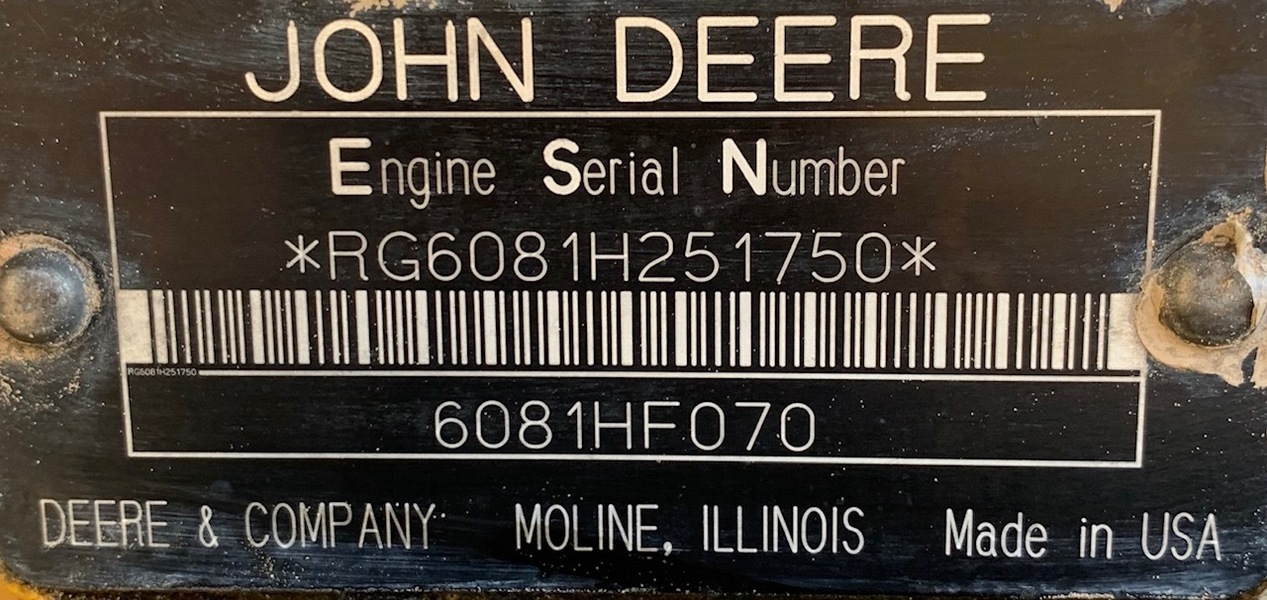 JOHN DEERE
Engine Serial Number
*RG6081H251750*
RG6081H251750
6081HF070
DEERE & COMPANY MOLINE, ILLINOIS Made in USA